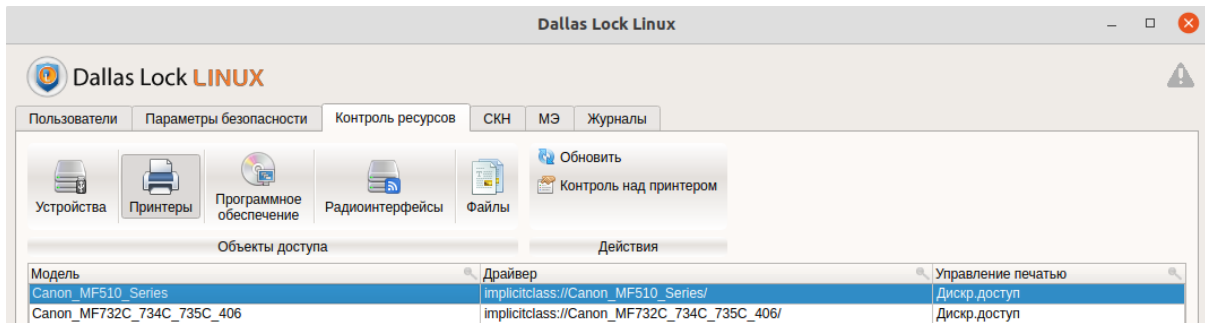 Dallas Lock Linux
Dallas Lock LINUX
Пользователи Параметры безопасности Контроль ресурсов СКН МЭ Журналы
Устройства Принтеры Программное обеспечение Радиоинтерфейсы Файлы
Объекты доступа
Обновить
Контроль над принтером
Действия
Модель Драйвер Управление печатью
Canon_MF510_Series implicitclass://Canon_MF510_Series/ Дискр.доступ
Canon_MF732C_734C_735C_406 implicitclass://Canon_MF732C_734C_735C_406/ Дискр.доступ